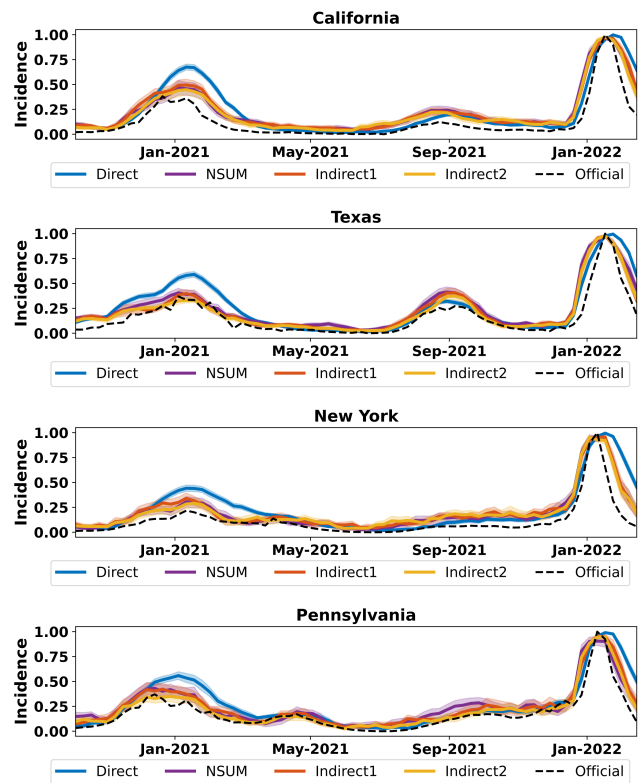 California
1.00
0.75
0.50
0.25
0.00
Incidence
Jan-2021 May-2021 Sep-2021 Jan-2022
Direct NSUM Indirect1 Indirect2 Official
Texas
1.00
0.75
0.50
0.25
0.00
Incidence
Jan-2021 May-2021 Sep-2021 Jan-2022
Direct NSUM Indirect1 Indirect2 Official
New York
1.00
0.75
0.50
0.25
0.00
Incidence
Jan-2021 May-2021 Sep-2021 Jan-2022
Direct NSUM Indirect1 Indirect2 Official
Pennsylvania
1.00
0.75
0.50
0.25
0.00
Incidence
Jan-2021 May-2021 Sep-2021 Jan-2022
Direct NSUM Indirect1 Indirect2 Official